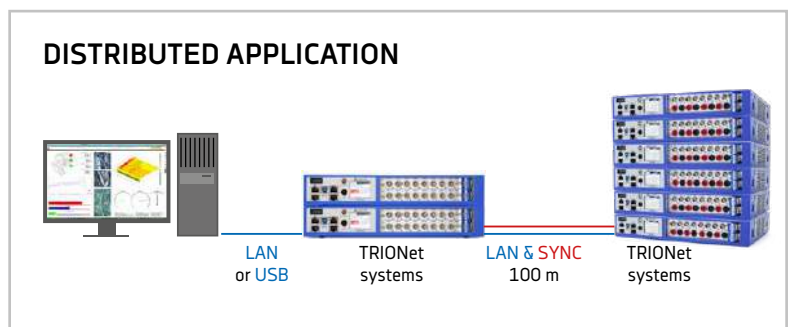 DISTRIBUTED APPLICATION
LAN
or USB
TRIONet
systems
LAN & SYNC
100 m
TRIONet
systems